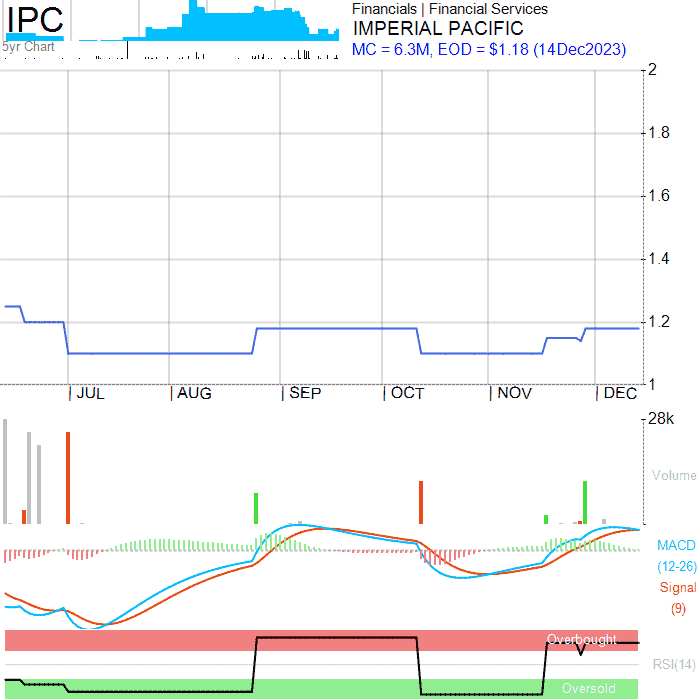 IPC
5yr Chart
Financials | Financial Services
IMPERIAL PACIFIC
MC = 6.3M, EOD = $1.18 (14Dec2023)
2
1.8
1.6
1.4
1.2
1
| JUL | AUG | SEP | OCT | NOV | DEC
28k
Volume
MACD
(12-26)
Signal
(9)
Overbought
RSI(14)
Oversold